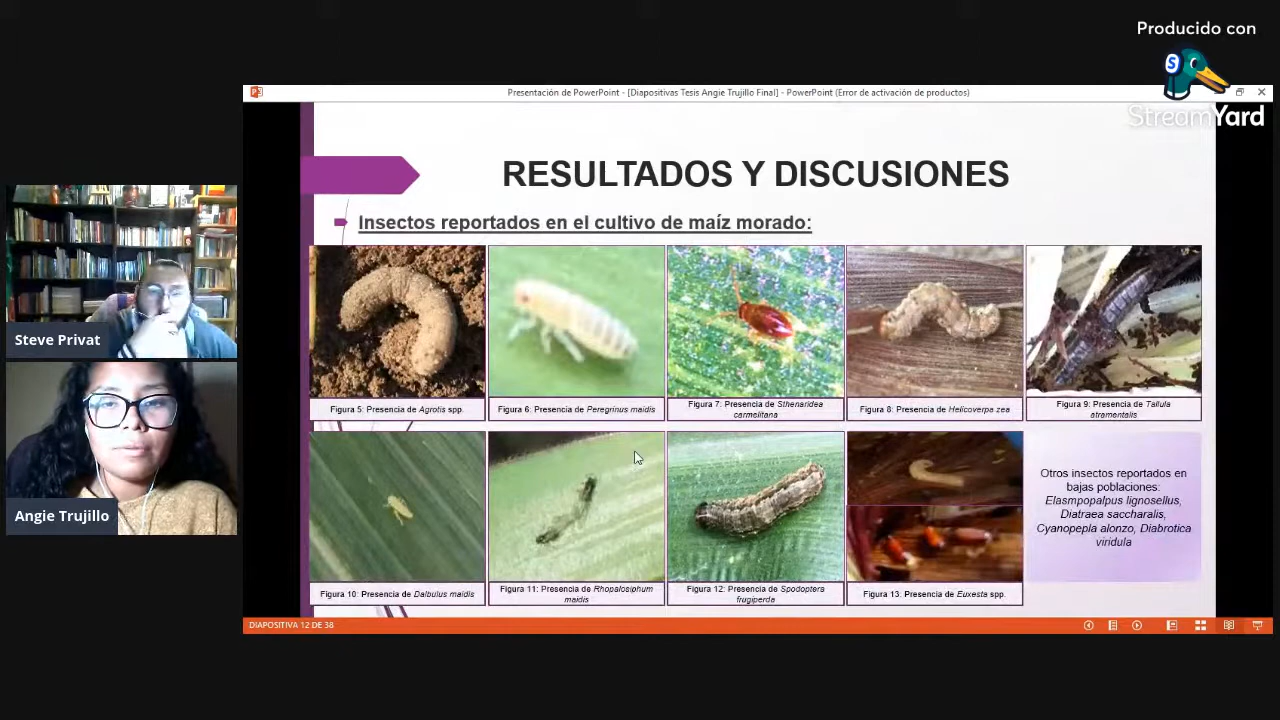 Producido con
StreamYard
Presentación de PowerPoint - [Diapositivas Tesis Angie Trujillo Final] - PowerPoint (Error de activación de productos)
RESULTADOS Y DISCUSIONES
Insectos reportados en el cultivo de maíz morado:
Figura 5: Presencia de Agrotis spp.
Figura 6: Presencia de Peregrinus maidis
Figura 7: Presencia de Sthenaridea
carmelitana
Figura 8: Presencia de Helicoverpa zea
Figura 9: Presencia de Tallula
atramentalis
Steve Privat
Angie Trujillo
Otros insectos reportados en
bajas poblaciones:
Elasmpopalpus lignosellus,
Diatraea saccharalis,
Cyanopepla alonzo, Diabrotica
viridula
Figura 10: Presencia de Dalbulus maidis
Figura 11: Presencia de Rhopalosiphum
maidis
Figura 12: Presencia de Spodoptera
frugiperda
Figura 13: Presencia de Euxesta spp.
DIAPOSITIVA 12 DE 38